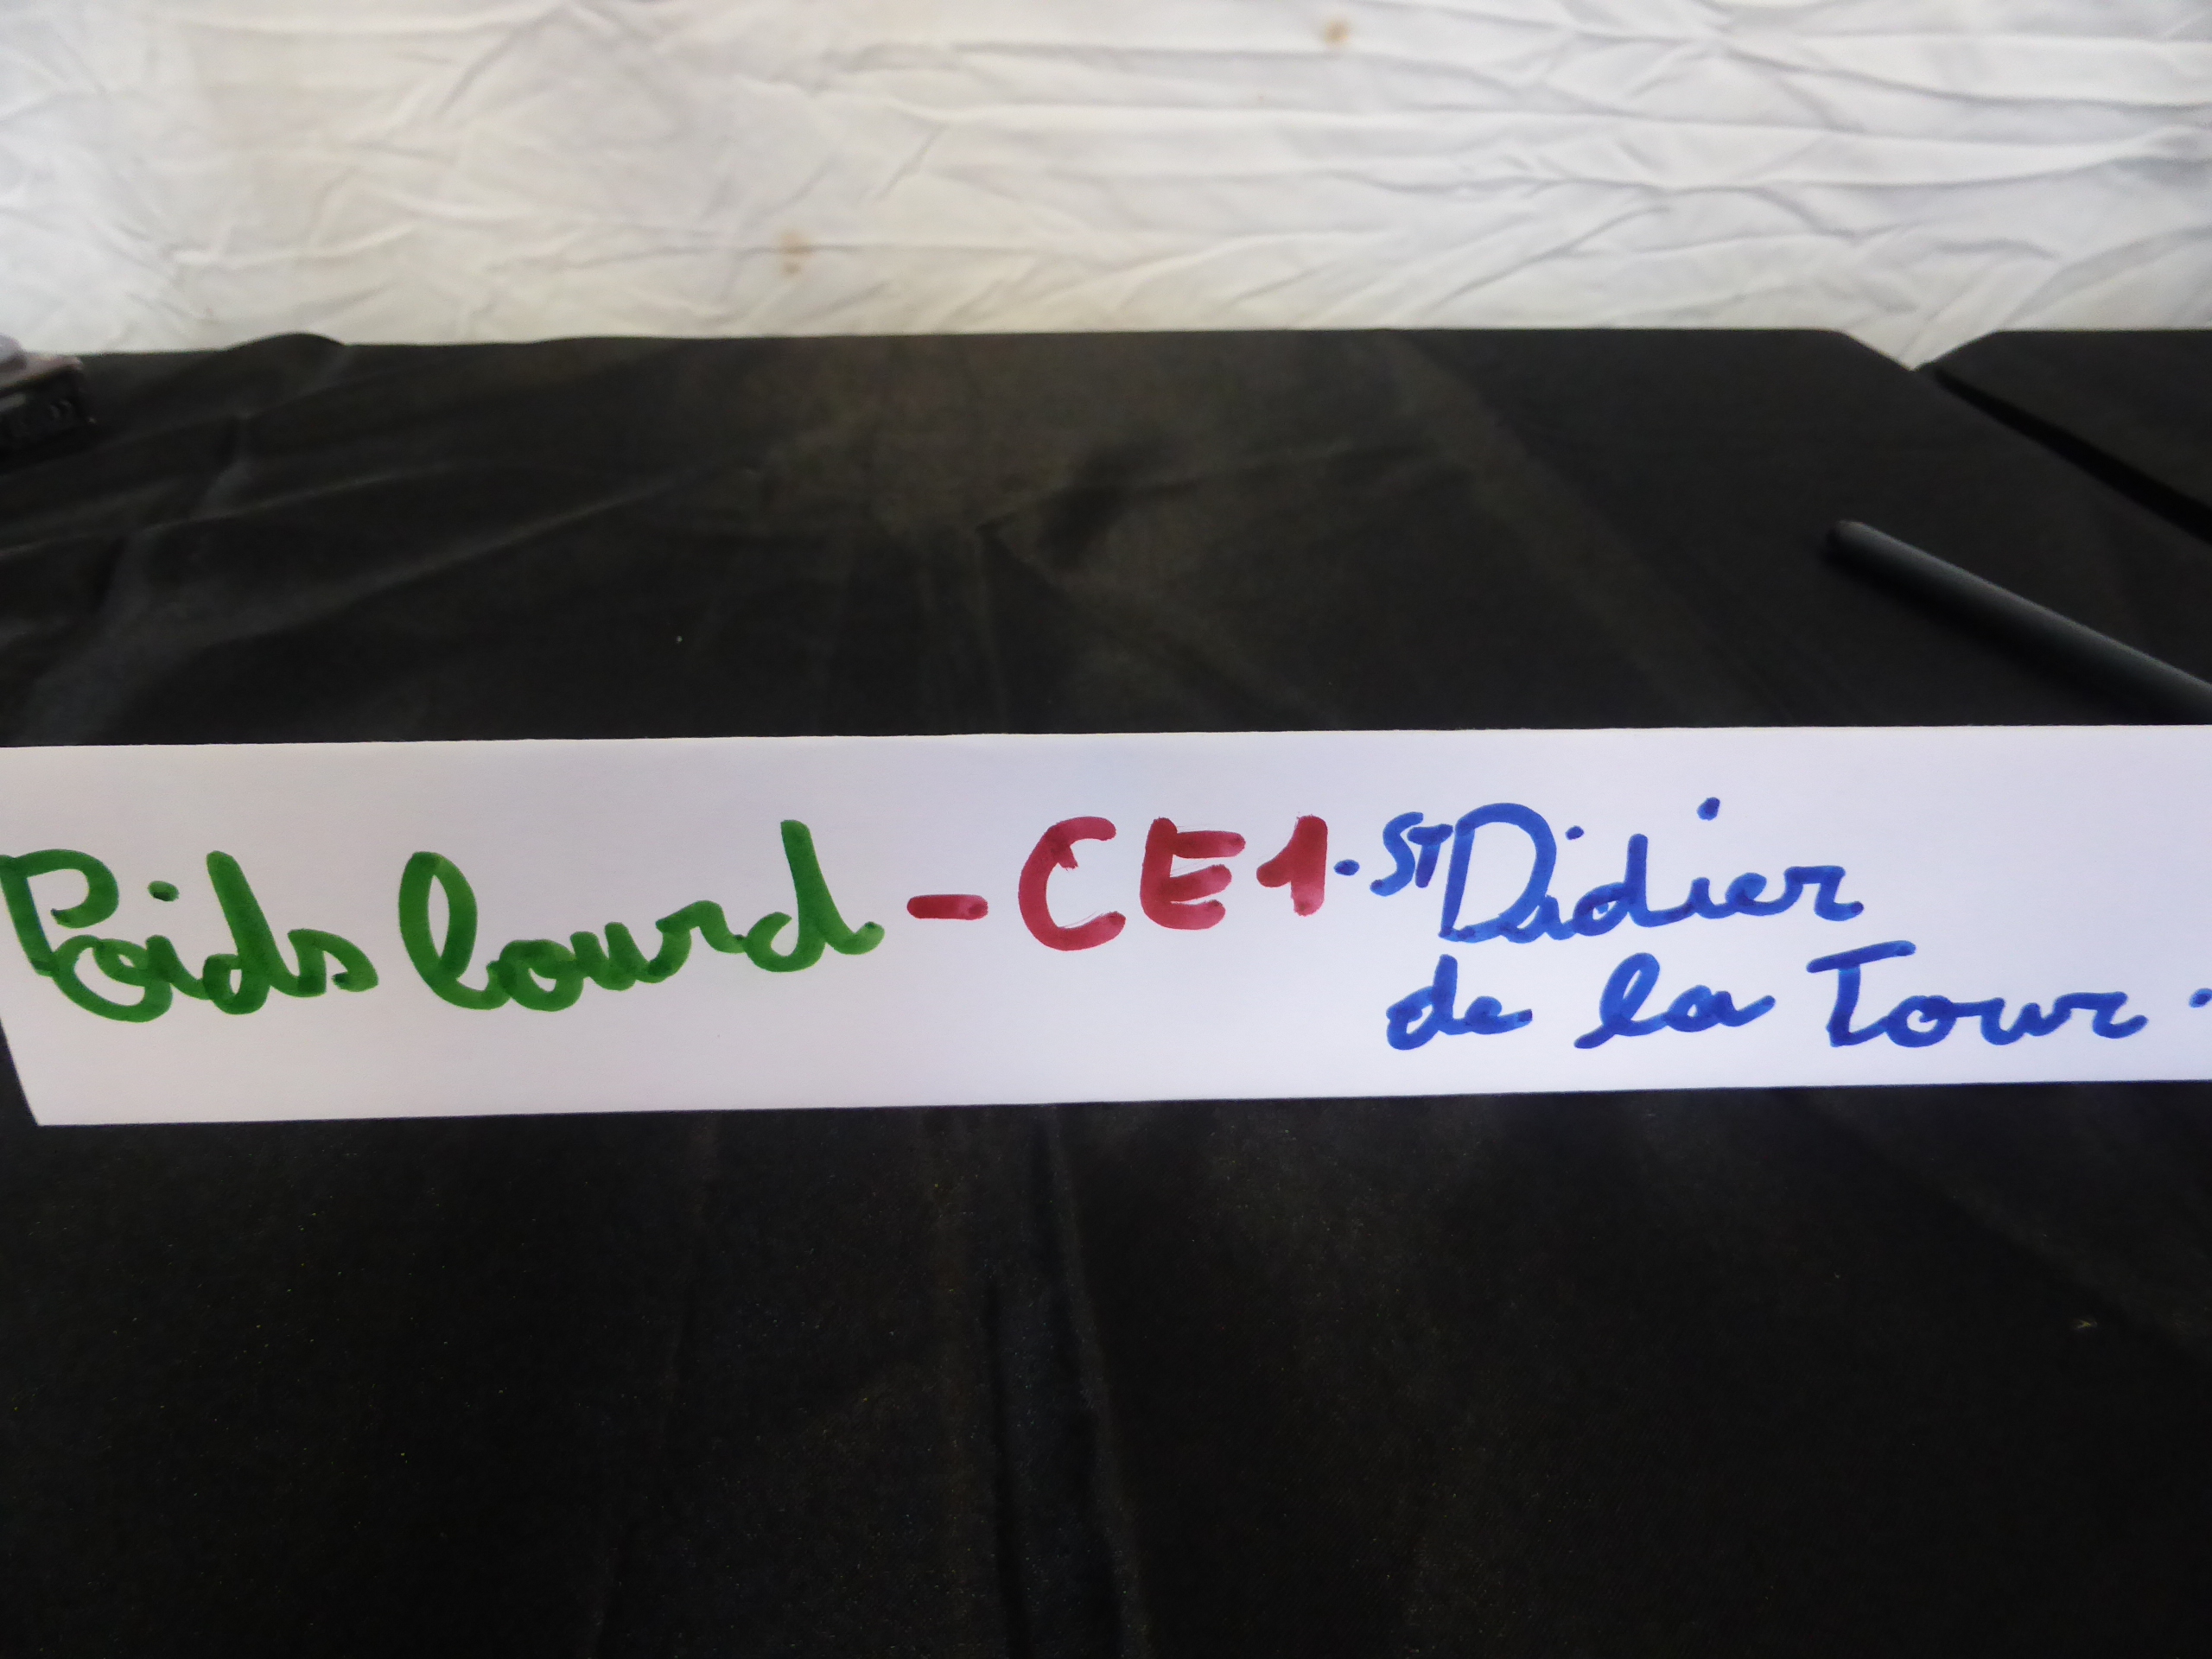 Poids lourd - CE1. ST Didier
de la Tour.